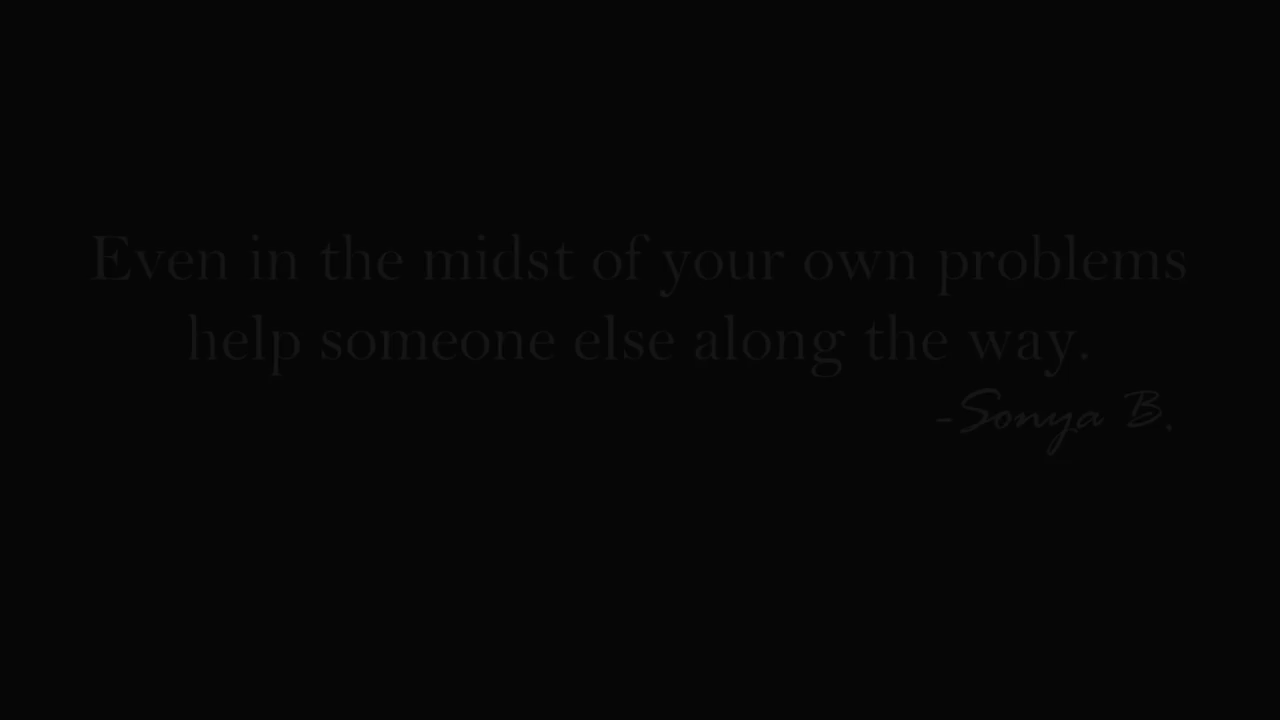 Even in the midst of your own problems
help someone else along the way.
-Sonya B.